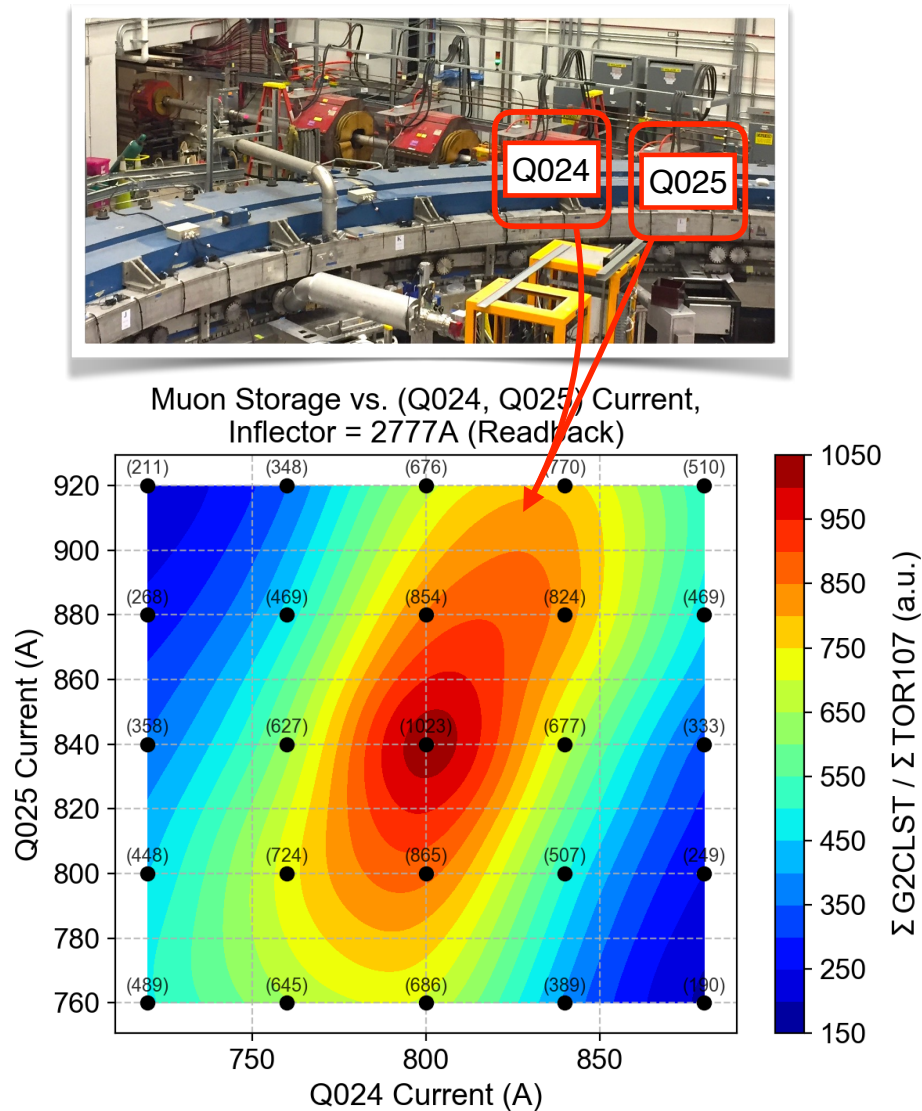 Q024
Q025
Muon Storage vs. (Q024, Q025) Current,
Inflector = 2777A (Readback)
(211) (348) (676) (770) (510)
(268) (469) (854) (824) (469)
(358) (627) (1023) (677) (333)
(448) (724) (865) (507) (249)
(489) (645) (686) (389) (190)
920
900
880
860
840
820
800
780
760
Q025 Current (A)
750 800 850
Q024 Current (A)
1050
950
850
750
650
550
450
350
250
150
Σ G2CLST / Σ TOR107 (a.u.)